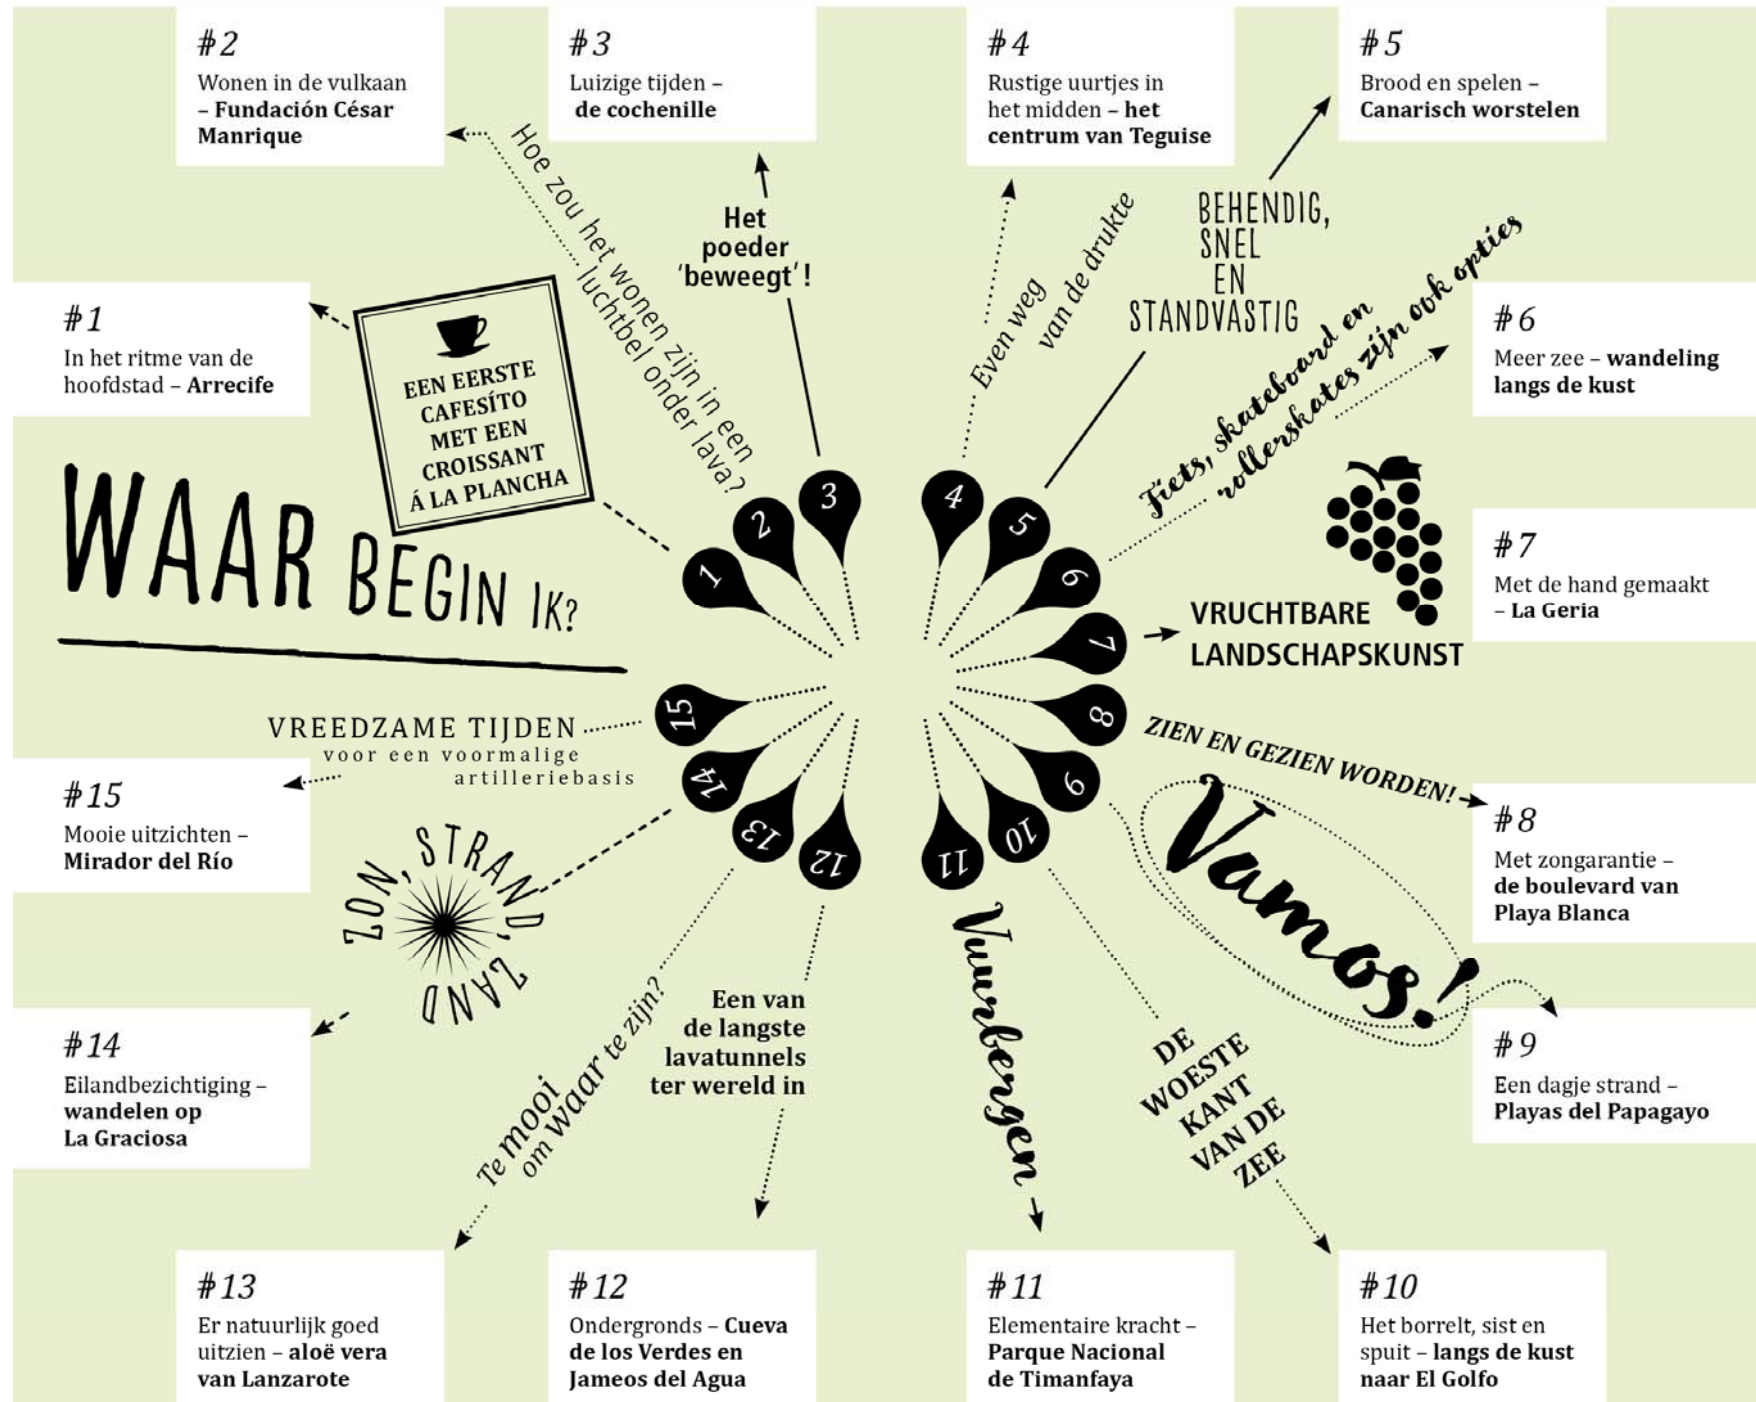 #2
Wonen in de vulkaan
– Fundación César
Manrique
#3
Luizige tijden –
de cochenille
#4
Rustige uurtjes in
het midden – het
centrum van Teguise
#5
Brood en spelen –
Canarisch worstelen
Hoe zou het wonen zijn in een
luchtbel onder lava?
Het
poeder
‘beweegt’!
Even weg
van de drukte
BEHENDIG,
SNEL
EN
STANDVASTIG
Fiets, skateboard en
rollerskates zijn ook opties
#1
In het ritme van de
hoofdstad – Arrecife
EEN EERSTE
CAFESÍTO
MET EEN
CROISSANT
Á LA PLANCHA
#6
Meer zee – wandeling
langs de kust
WAAR BEGIN IK?
1
2
3
4
5
6
7
8
9
10
11
12
13
14
15
#7
Met de hand gemaakt
– La Geria
VRUCHTBARE
LANDSCHAPSKUNST
VREEDZAME TIJDEN
voor een voormalige
artilleriebasis
ZIEN EN GEZIEN WORDEN!
#15
Mooie uitzichten –
Mirador del Río
#8
Met zongarantie –
de boulevard van
Playa Blanca
ZON, STRAND,
ZAND
Vamos!
#14
Eilandbezichtiging –
wandelen op
La Graciosa
Te mooi
om waar te zijn?
Een van
de langste
lavatunnels
ter wereld in
Vuurbergen
DE
WOESTE
KANT
VAN DE
ZEE
#9
Een dagje strand –
Playas del Papagayo
#13
Er natuurlijk goed
uitzien – aloë vera
van Lanzarote
#12
Ondergronds – Cueva
de los Verdes en
Jameos del Agua
#11
Elementaire kracht –
Parque Nacional
de Timanfaya
#10
Het borrelt, sist en
spuit – langs de kust
naar El Golfo